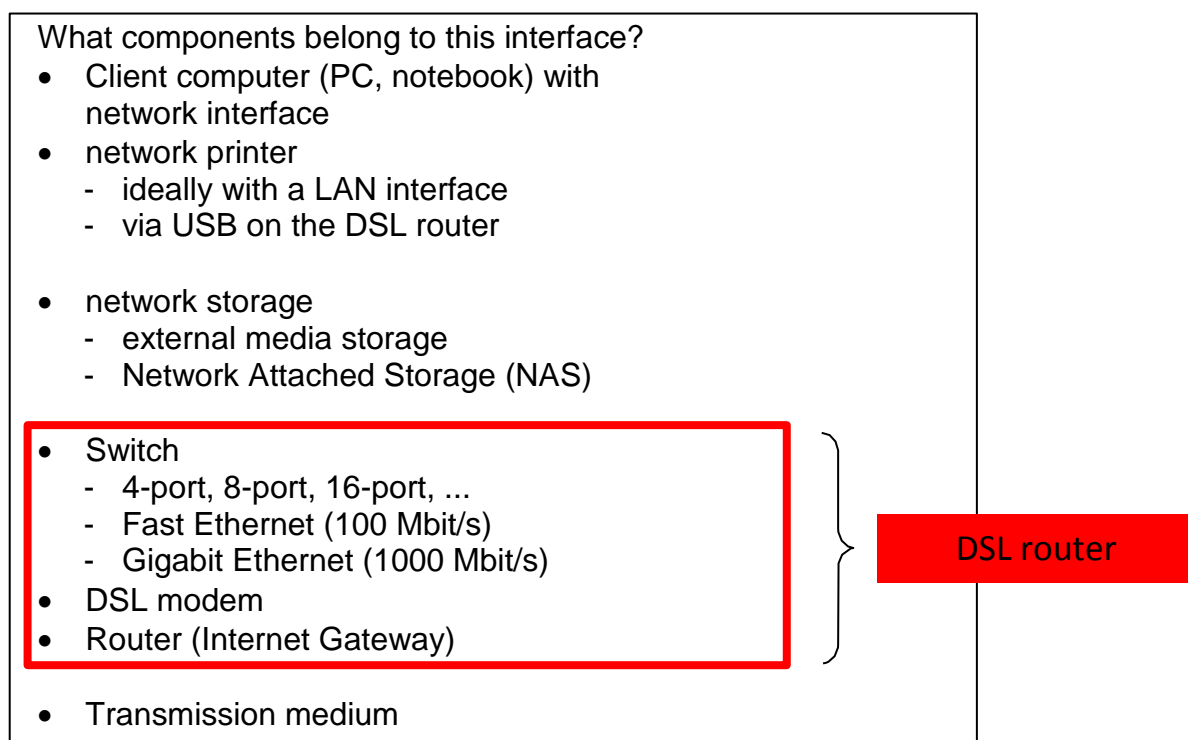 What components belong to this interface?
• Client computer (PC, notebook) with
network interface
• network printer
- ideally with a LAN interface
- via USB on the DSL router
• network storage
- external media storage
- Network Attached Storage (NAS)
• Switch
- 4-port, 8-port, 16-port, ...
- Fast Ethernet (100 Mbit/s)
- Gigabit Ethernet (1000 Mbit/s)
• DSL modem
• Router (Internet Gateway)
DSL router
• Transmission medium